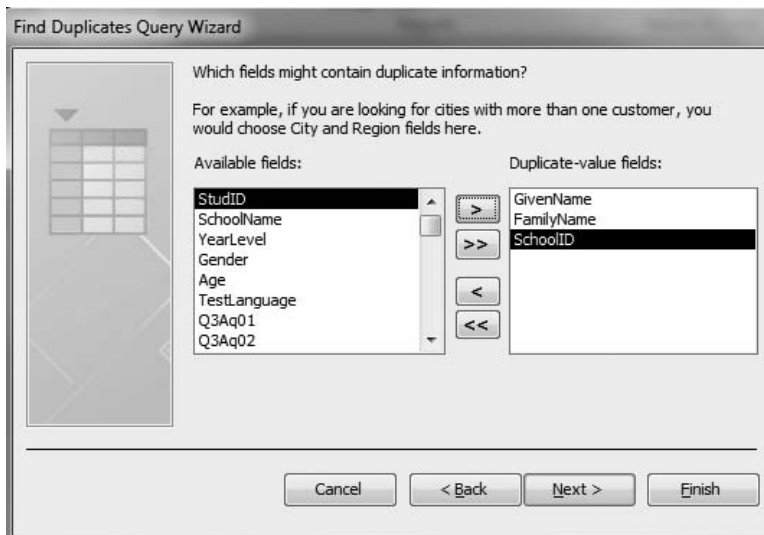 Find Duplicates Query Wizard
Which fields might contain duplicate information?
For example, if you are looking for cities with more than one customer, you
would choose City and Region fields here.
Available fields:
Duplicate-value fields:
StudID
SchoolName
YearLevel
Gender
Age
TestLanguage
Q3Aq01
Q3Aq02
>
>>
<
<<
GivenName
FamilyName
SchoolID
Cancel
< Back
Next >
Finish